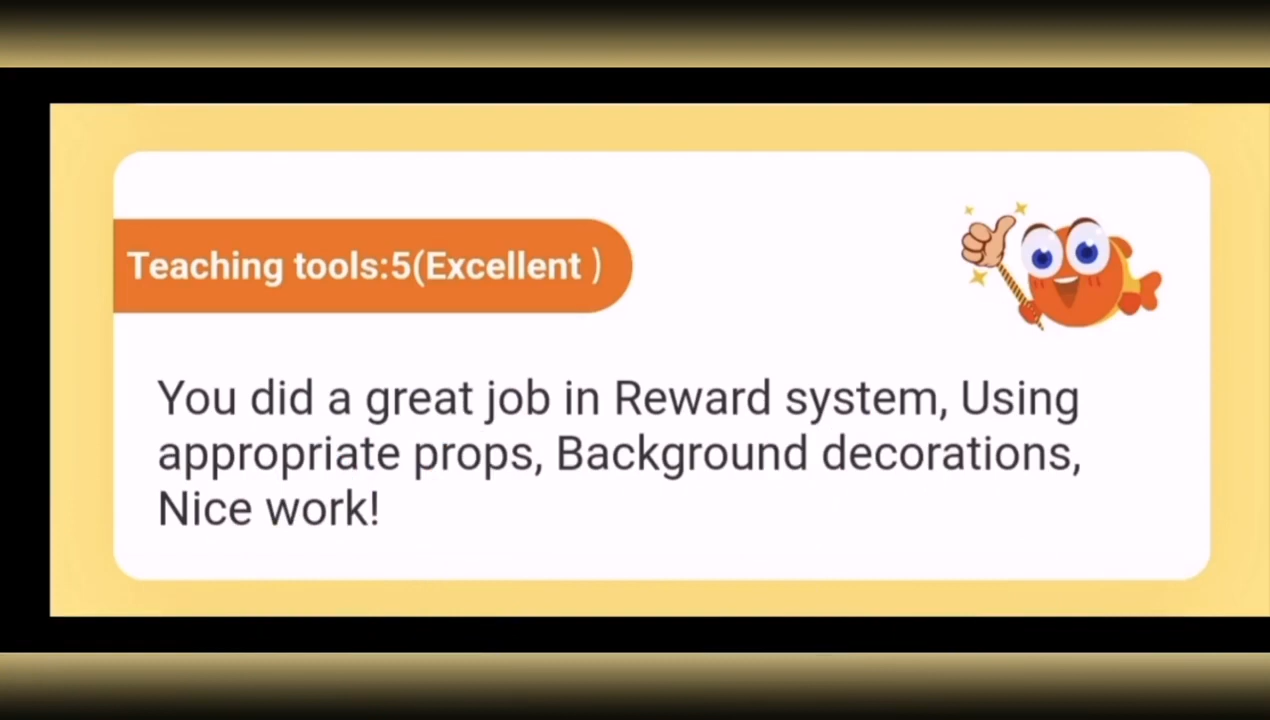 Teaching tools:5(Excellent )
You did a great job in Reward system, Using
appropriate props, Background decorations,
Nice work!